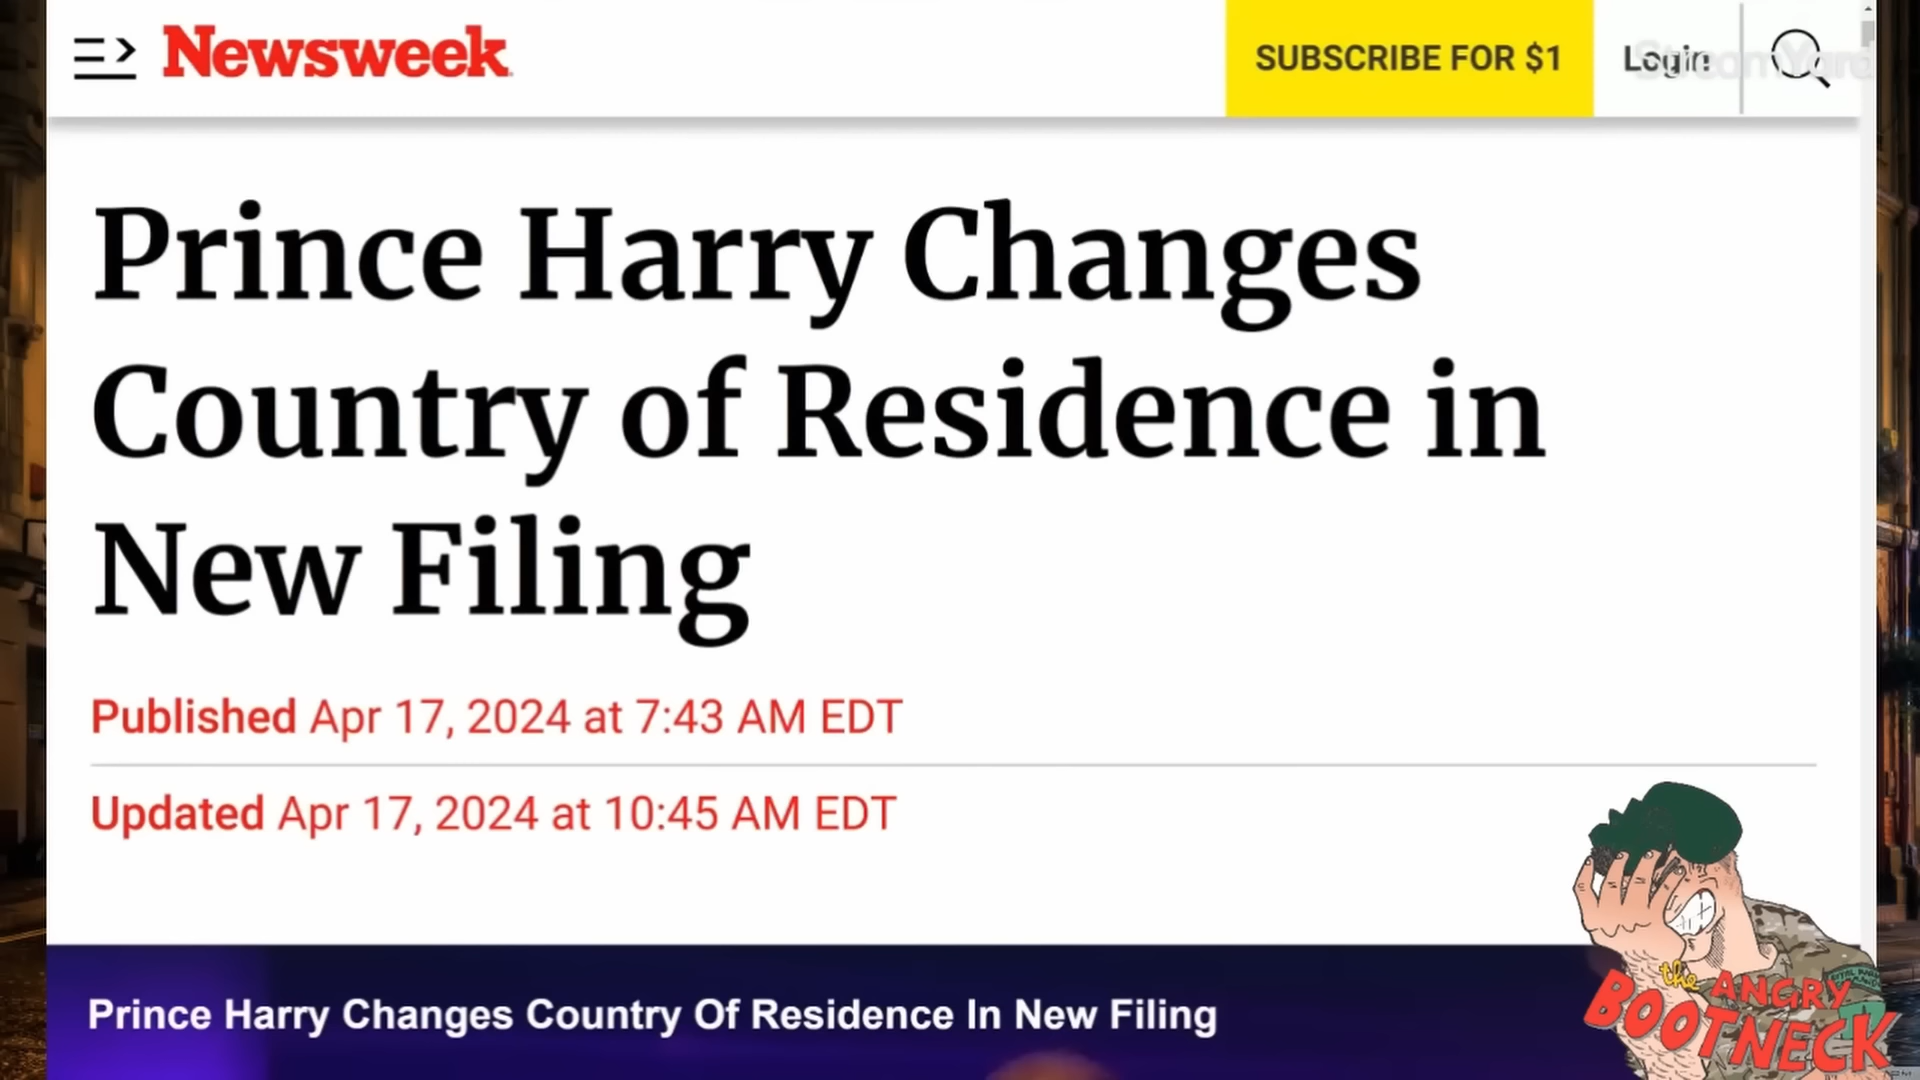 Newsweek
SUBSCRIBE FOR $1
Login
StreamYard
Prince Harry Changes
Country of Residence in
New Filing
Published Apr 17, 2024 at 7:43 AM EDT
Updated Apr 17, 2024 at 10:45 AM EDT
Prince Harry Changes Country Of Residence In New Filing
the ANGRY
BOOTNECK